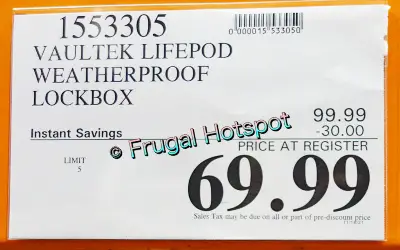 1553305
0 000015 533050
VAULTEK LIFEPOD
WEATHERPROOF
LOCKBOX
© Frugal Hotspot
99.99
Instant Savings
-30.00
PRICE AT REGISTER
LIMIT
5
69.99
Sales Tax may be due on all or part of pre-discount price